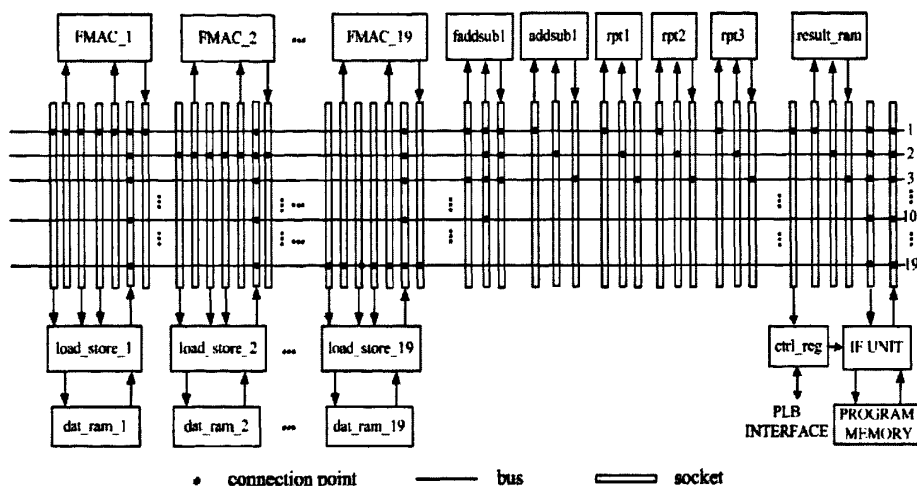 FMAC_1 FMAC_2 ... FMAC_19 faddsub1 addsub1 rpt1 rpt2 rpt3 result_ram
1
2
3
10
19
load_store_1 load_store_2 ... load_store_19 ctrl_reg IF UNIT
dat_ram_1 dat_ram_2 ... dat_ram_19 PLB INTERFACE PROGRAM MEMORY
connection point bus socket